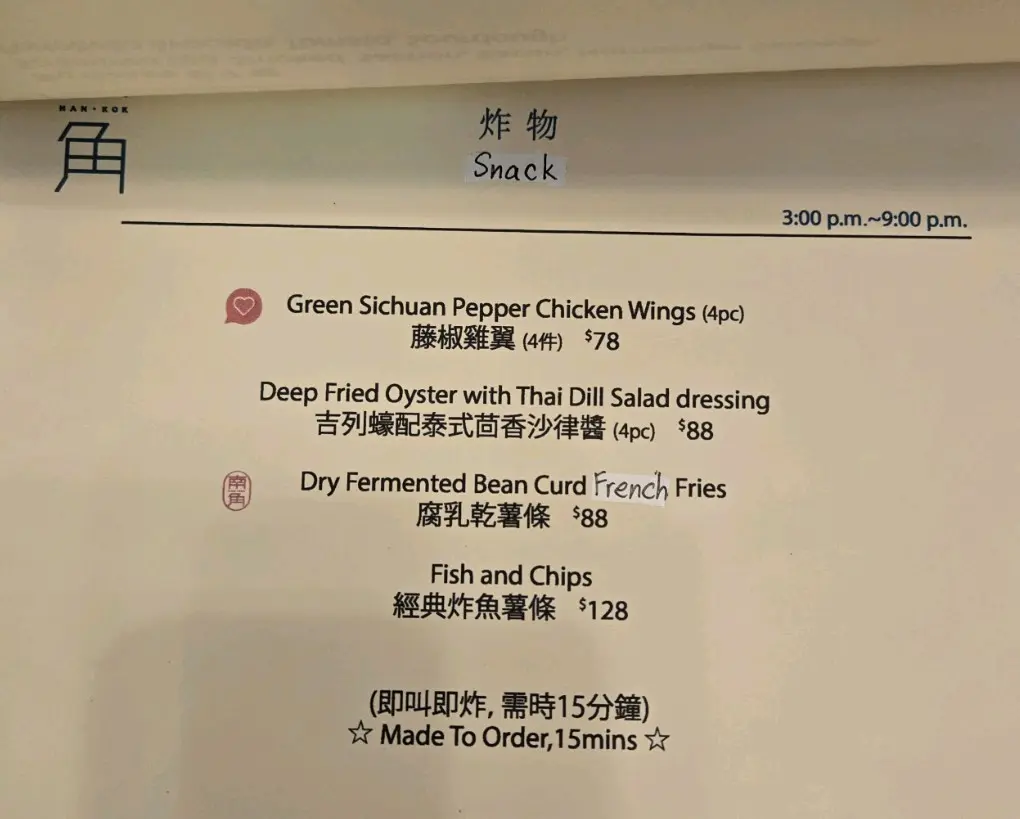 NAN·KOK
角
炸物
Snack
3:00 p.m.~9:00 p.m.
Green Sichuan Pepper Chicken Wings (4pc)
藤椒雞翼 (4件) $78
Deep Fried Oyster with Thai Dill Salad dressing
吉列蠔配泰式茴香沙律醬 (4pc) $88
南角
Dry Fermented Bean Curd French Fries
腐乳乾薯條 $88
Fish and Chips
經典炸魚薯條 $128
(即叫即炸, 需時15分鐘)
☆ Made To Order,15mins ☆